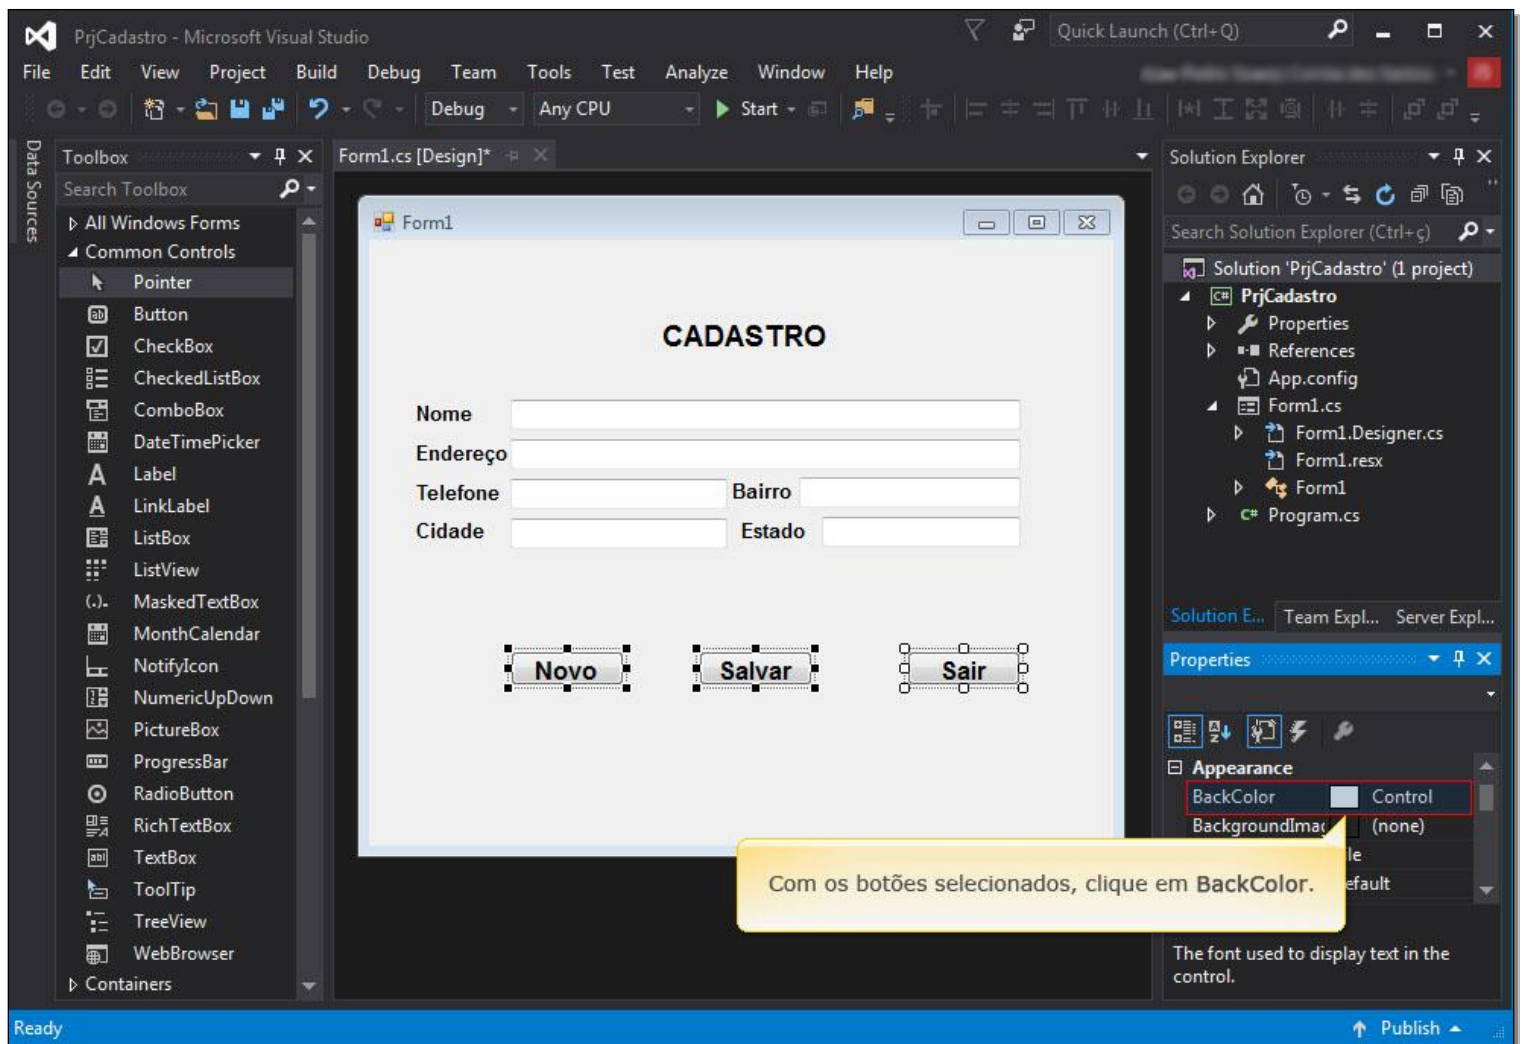 PrjCadastro - Microsoft Visual Studio
Quick Launch (Ctrl+Q)
File Edit View Project Build Debug Team Tools Test Analyze Window Help
Debug Any CPU Start
Data Sources
Toolbox
Search Toolbox
All Windows Forms
Common Controls
Pointer
Button
CheckBox
CheckedListBox
ComboBox
DateTimePicker
Label
LinkLabel
ListBox
ListView
MaskedTextBox
MonthCalendar
NotifyIcon
NumericUpDown
PictureBox
ProgressBar
RadioButton
RichTextBox
TextBox
ToolTip
TreeView
WebBrowser
Containers
Form1.cs [Design]*
Form1
CADASTRO
Nome
Endereço
Telefone Bairro
Cidade Estado
Novo Salvar Sair
Com os botões selecionados, clique em BackColor.
Solution Explorer
Search Solution Explorer (Ctrl+ç)
Solution 'PrjCadastro' (1 project)
C# PrjCadastro
Properties
References
App.config
Form1.cs
Form1.Designer.cs
Form1.resx
Form1
C# Program.cs
Solution E... Team Expl... Server Expl...
Properties
Appearance
BackColor Control
BackgroundImag (none)
ile
efault
The font used to display text in the
control.
Ready
Publish